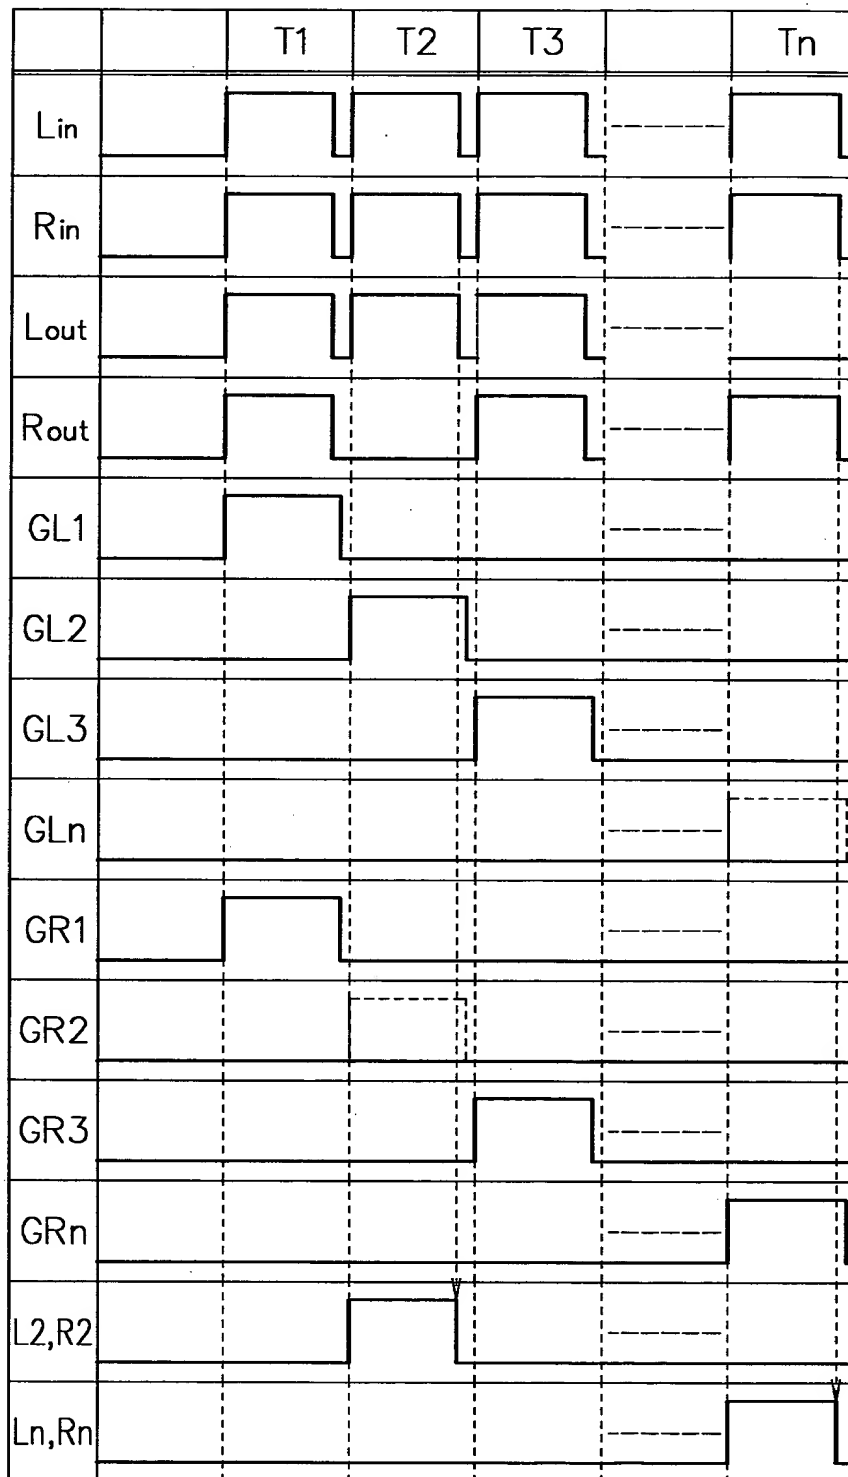 T1 T2 T3 Tn
Lin
Rin
Lout
Rout
GL1
GL2
GL3
GLn
GR1
GR2
GR3
GRn
L2,R2
Ln,Rn